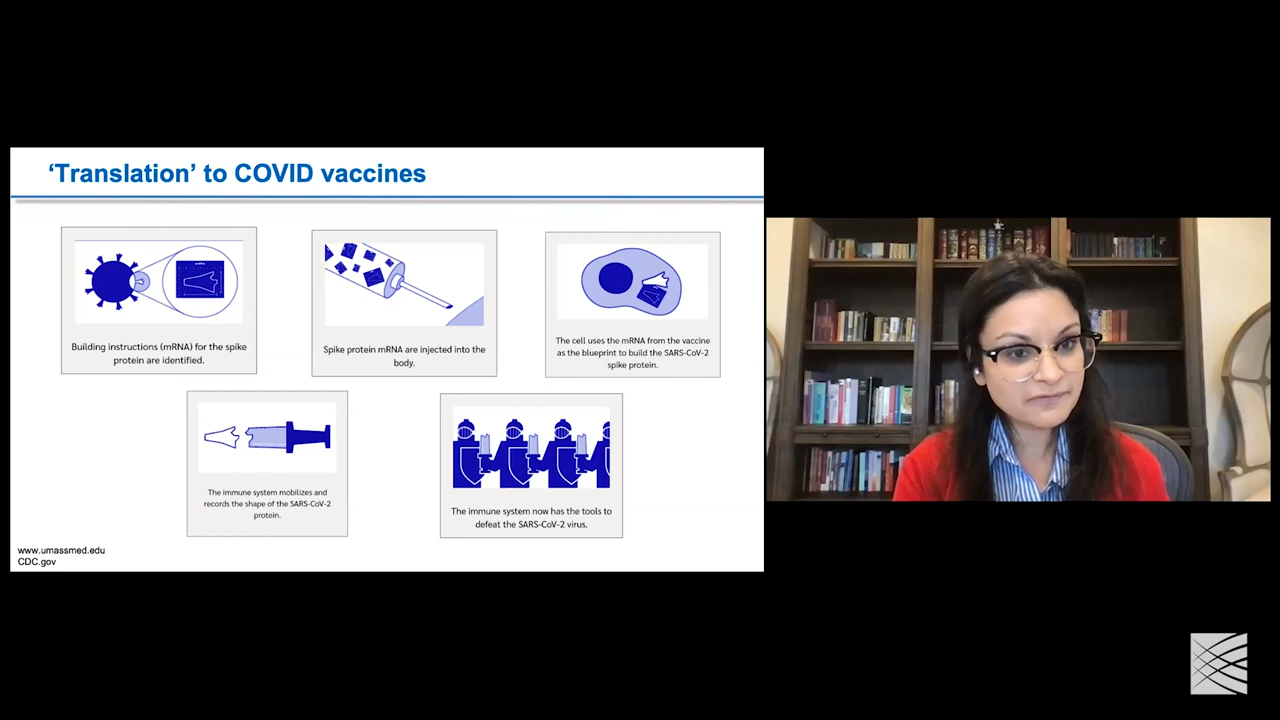 ‘Translation’ to COVID vaccines
Building instructions (mRNA) for the spike
protein are identified.
Spike protein mRNA are injected into the
body.
The cell uses the mRNA from the vaccine
as the blueprint to build the SARS-CoV-2
spike protein.
The immune system mobilizes and
records the shape of the SARS-CoV-2
protein.
The immune system now has the tools to
defeat the SARS-CoV-2 virus.
www.umassmed.edu
CDC.gov